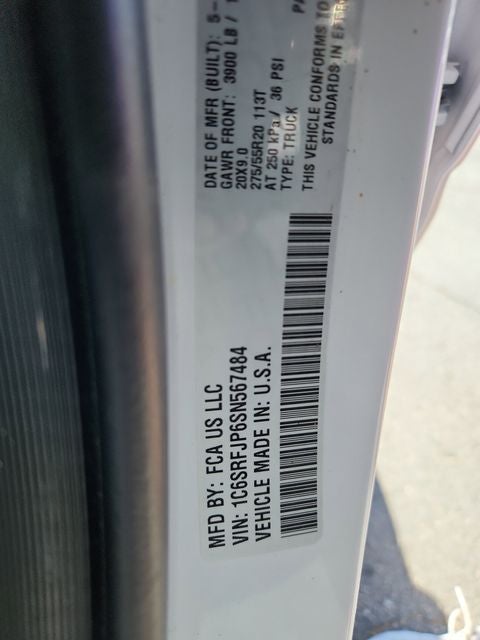 MFD BY: FCA US LLC
VIN: 1C6SRFJP6SN567484
VEHICLE MADE IN: U.S.A.
DATE OF MFR (BUILT): 5-
GAWR FRONT: 3900 LB /
20X9.0
275/55R20 113T
AT 250 kPa/ 36 PSI
TYPE: TRUCK
THIS VEHICLE CONFORMS TO
STANDARDS IN